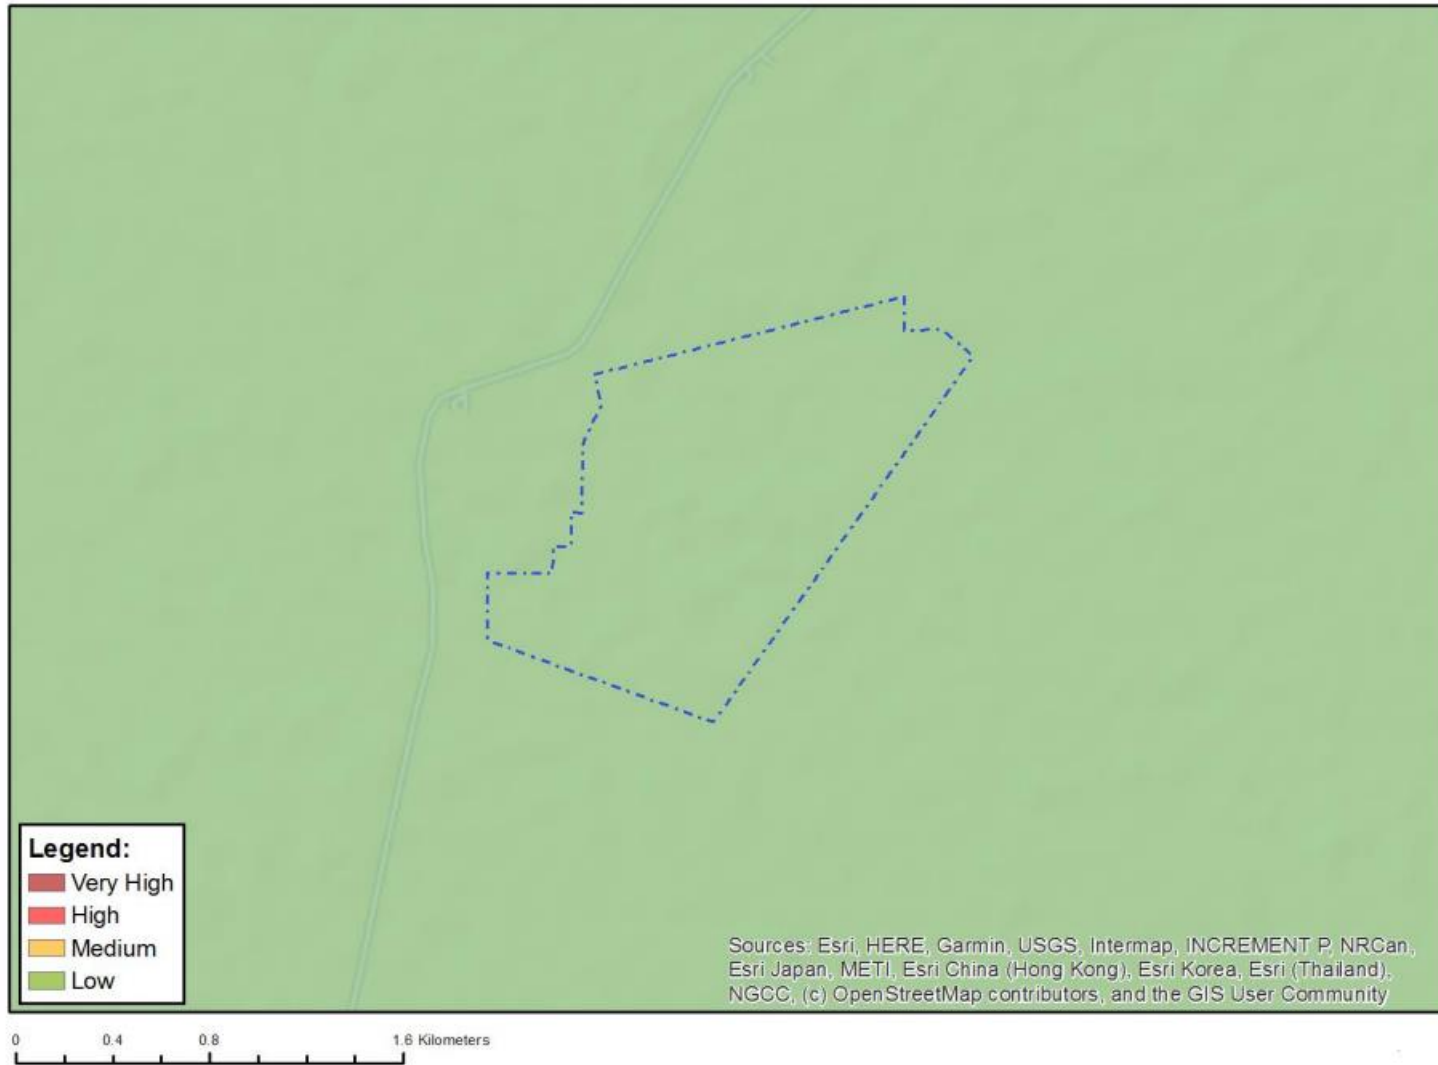 Legend:
Very High
High
Medium
Low
Sources: Esri, HERE, Garmin, USGS, Intermap, INCREMENT P, NRCan,
Esri Japan, METI, Esri China (Hong Kong), Esri Korea, Esri (Thailand),
NGCC, (c) OpenStreetMap contributors, and the GIS User Community
0 0.4 0.8 1.6 Kilometers